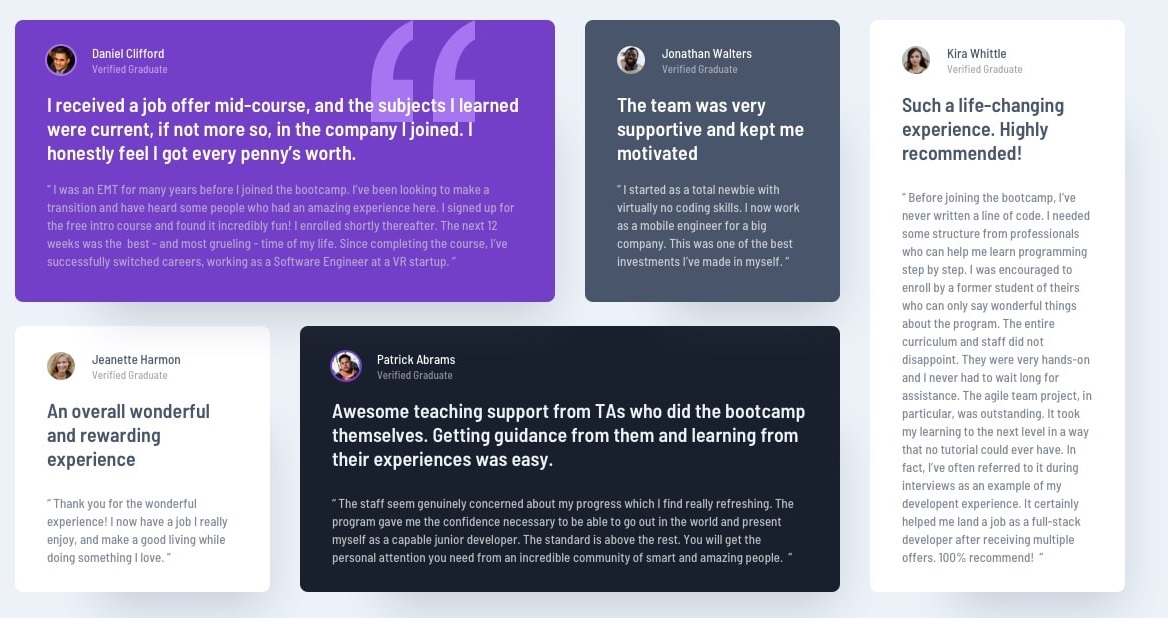 Daniel Clifford
Verified Graduate
I received a job offer mid-course, and the subjects I learned
were current, if not more so, in the company I joined. I
honestly feel I got every penny’s worth.
“ I was an EMT for many years before I joined the bootcamp. I’ve been looking to make a
transition and have heard some people who had an amazing experience here. I signed up for
the free intro course and found it incredibly fun! I enrolled shortly thereafter. The next 12
weeks was the best - and most grueling - time of my life. Since completing the course, I’ve
successfully switched careers, working as a Software Engineer at a VR startup. ”
Jonathan Walters
Verified Graduate
The team was very
supportive and kept me
motivated
“ I started as a total newbie with
virtually no coding skills. I now work
as a mobile engineer for a big
company. This was one of the best
investments I’ve made in myself. ”
Kira Whittle
Verified Graduate
Such a life-changing
experience. Highly
recommended!
“ Before joining the bootcamp, I’ve
never written a line of code. I needed
some structure from professionals
who can help me learn programming
step by step. I was encouraged to
enroll by a former student of theirs
who can only say wonderful things
about the program. The entire
curriculum and staff did not
disappoint. They were very hands-on
and I never had to wait long for
assistance. The agile team project, in
particular, was outstanding. It took
my learning to the next level in a way
that no tutorial could ever have. In
fact, I’ve often referred to it during
interviews as an example of my
developent experience. It certainly
helped me land a job as a full-stack
developer after receiving multiple
offers. 100% recommend! ”
Jeanette Harmon
Verified Graduate
An overall wonderful
and rewarding
experience
“ Thank you for the wonderful
experience! I now have a job I really
enjoy, and make a good living while
doing something I love. ”
Patrick Abrams
Verified Graduate
Awesome teaching support from TAs who did the bootcamp
themselves. Getting guidance from them and learning from
their experiences was easy.
“ The staff seem genuinely concerned about my progress which I find really refreshing. The
program gave me the confidence necessary to be able to go out in the world and present
myself as a capable junior developer. The standard is above the rest. You will get the
personal attention you need from an incredible community of smart and amazing people. ”